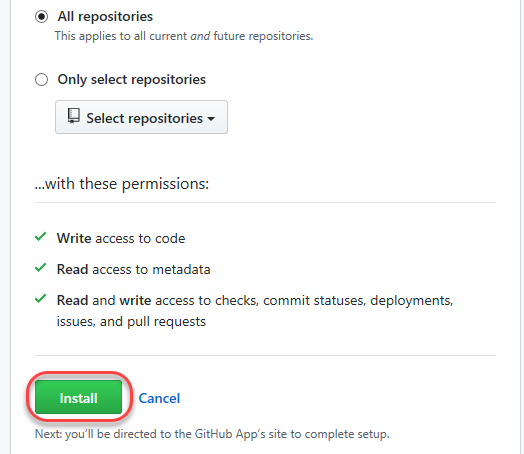 All repositories
This applies to all current and future repositories.
Only select repositories
Select repositories
...with these permissions:
Write access to code
Read access to metadata
Read and write access to checks, commit statuses, deployments,
issues, and pull requests
Install Cancel
Next: you'll be directed to the GitHub App's site to complete setup.